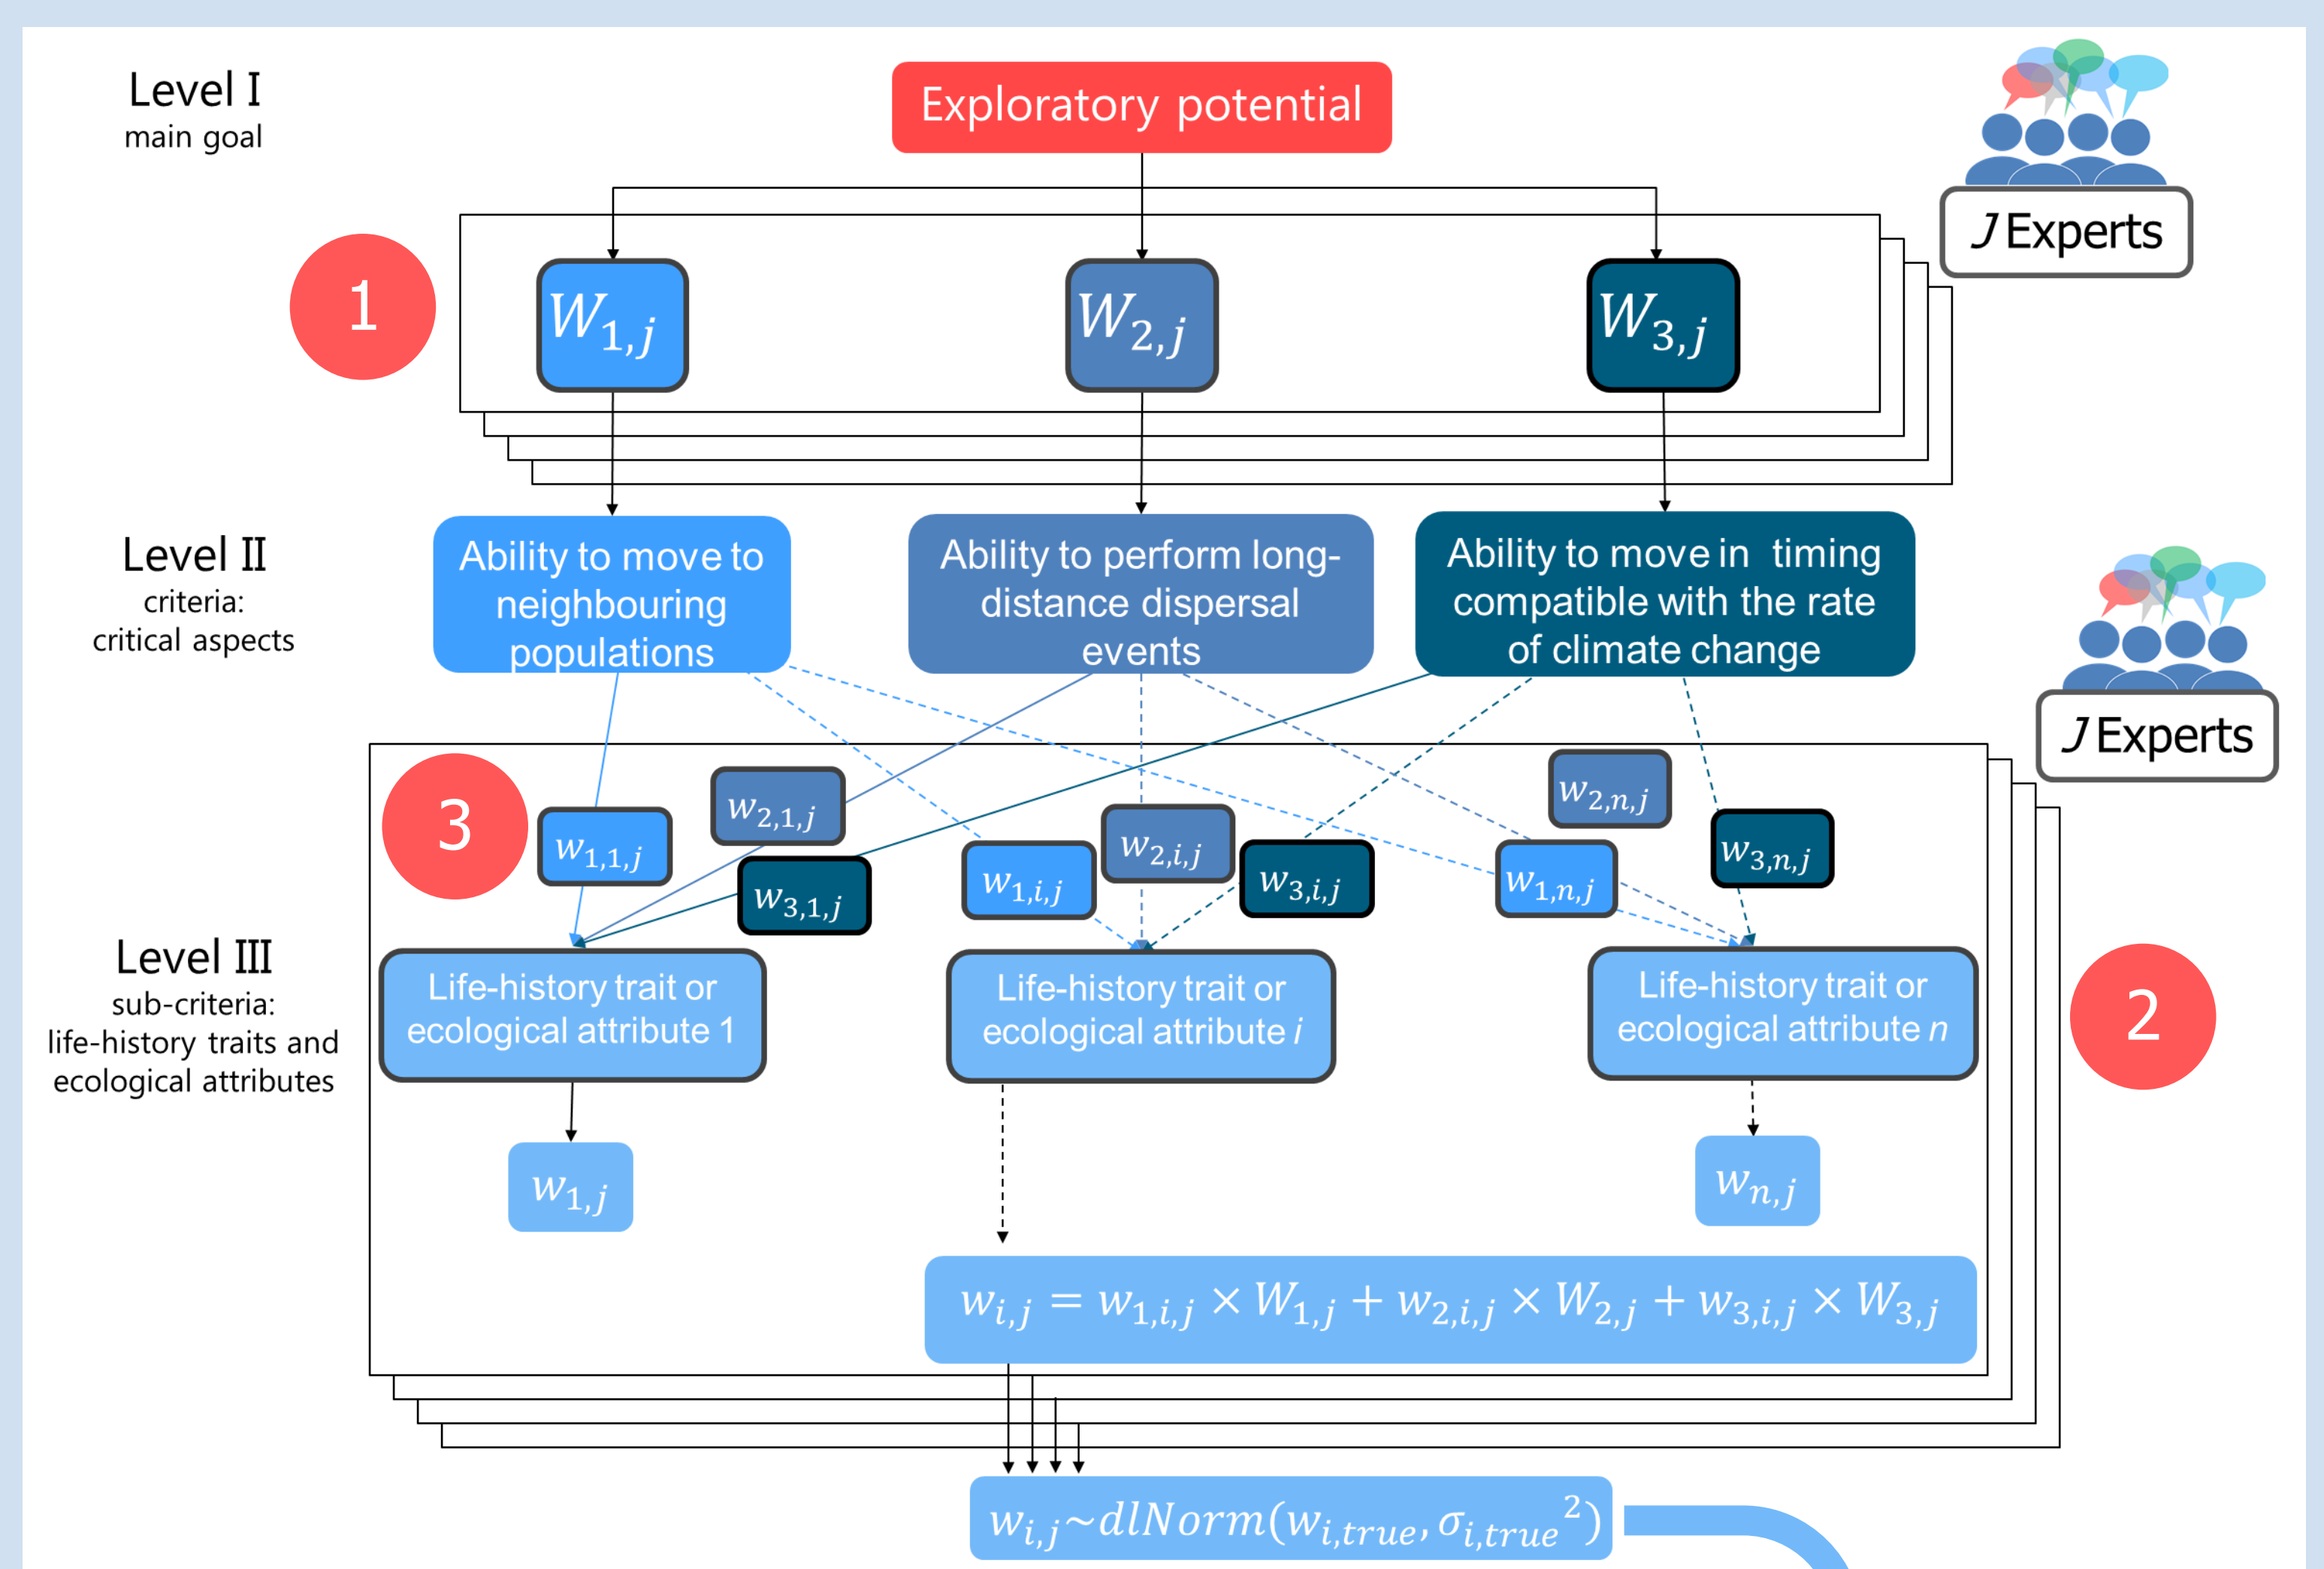 Level I
main goal
Exploratory potential
J Experts
1
W1,j
W2,j
W3,j
Level II
criteria:
critical aspects
Ability to move to
neighbouring
populations
Ability to perform long-
distance dispersal
events
Ability to move in timing
compatible with the rate
of climate change
J Experts
3
w1,1,j
w2,1,j
w3,1,j
w1,i,j
w2,i,j
w3,i,j
w1,n,j
w2,n,j
w3,n,j
Level III
sub-criteria:
life-history traits and
ecological attributes
Life-history trait or
ecological attribute 1
Life-history trait or
ecological attribute i
Life-history trait or
ecological attribute n
2
w1,j
wn,j
wi,j = w1,i,j × W1,j + w2,i,j × W2,j + w3,i,j × W3,j
wi,j~dlNorm(wi,true, σi,true²)